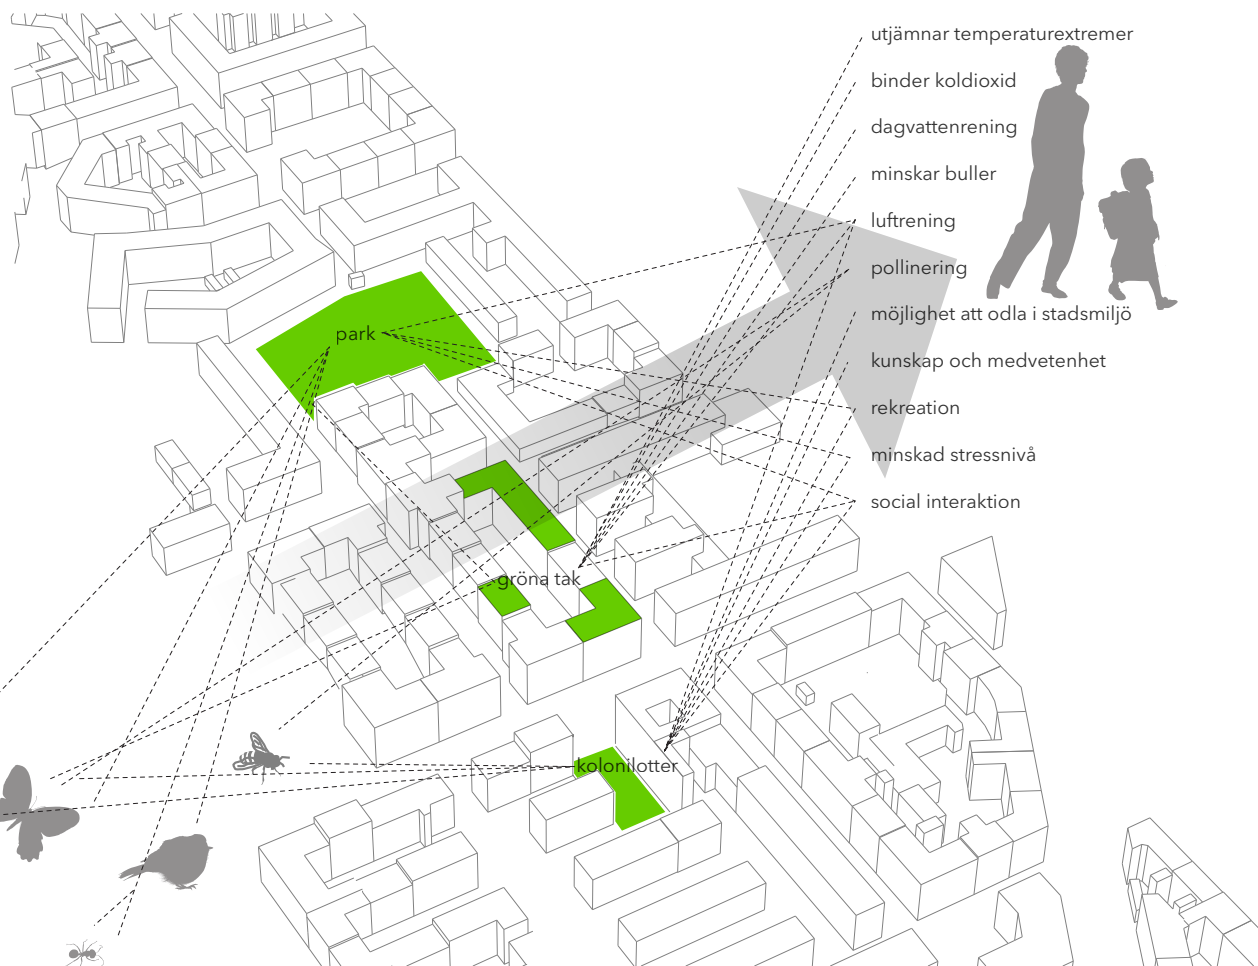 utjämnar temperaturextremer
binder koldioxid
dagvattenrening
minskar buller
luftrening
pollinering
möjlighet att odla i stadsmiljö
kunskap och medvetenhet
rekreation
minskad stressnivå
social interaktion
park
gröna tak
kolonilotter